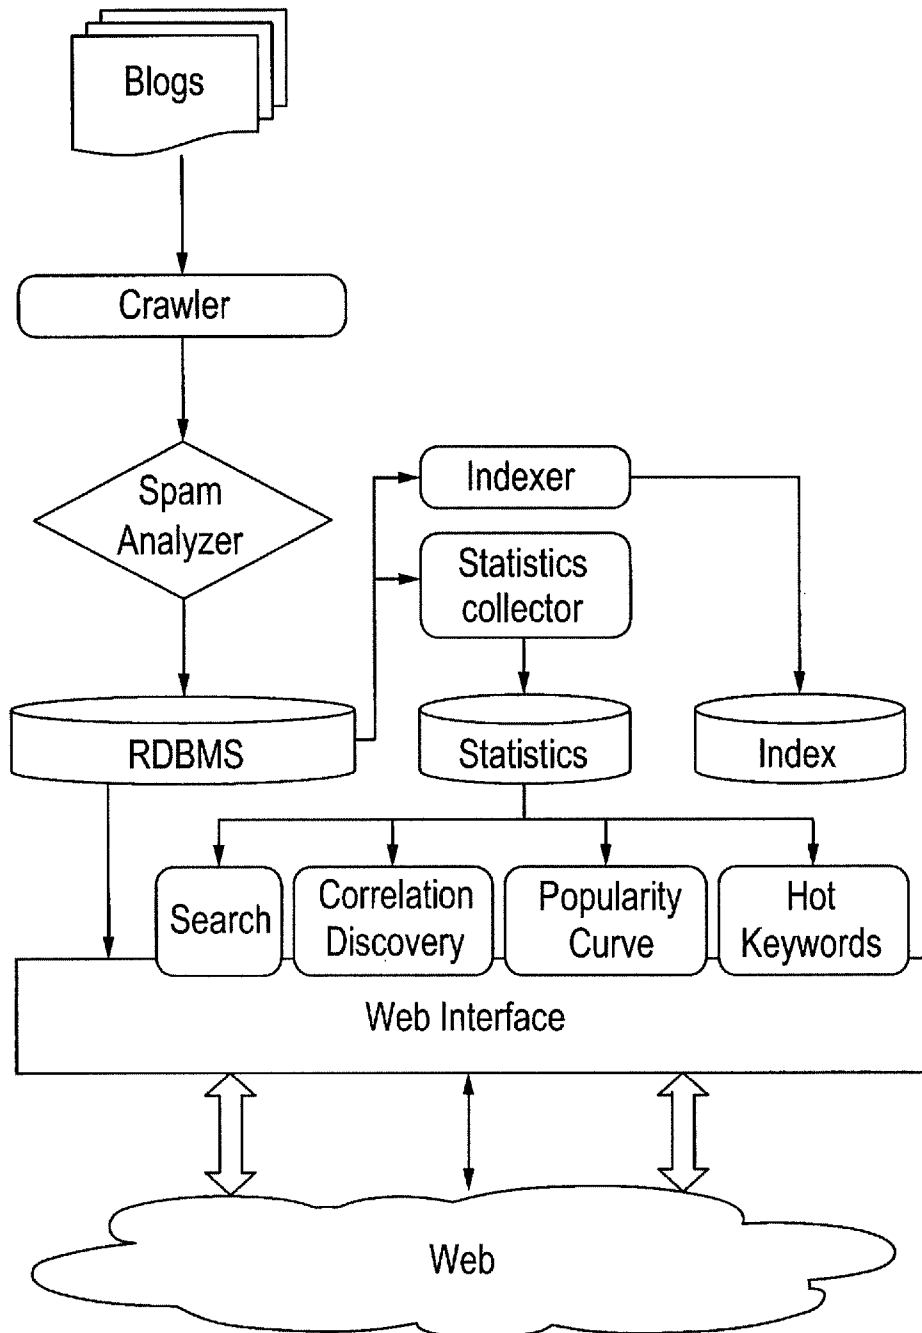 Blogs
Crawler
Spam
Analyzer
Indexer
Statistics
collector
RDBMS
Statistics
Index
Search
Correlation
Discovery
Popularity
Curve
Hot
Keywords
Web Interface
Web